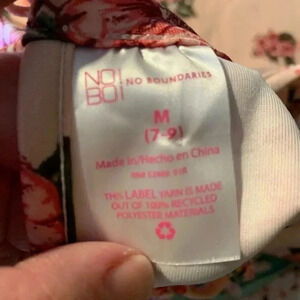 NO!
BO!
NO BOUNDARIES
M
(7-9)
Made in/Hecho en China
THIS LABEL YARN IS MADE
OUT OF 100% RECYCLED
POLYESTER MATERIALS